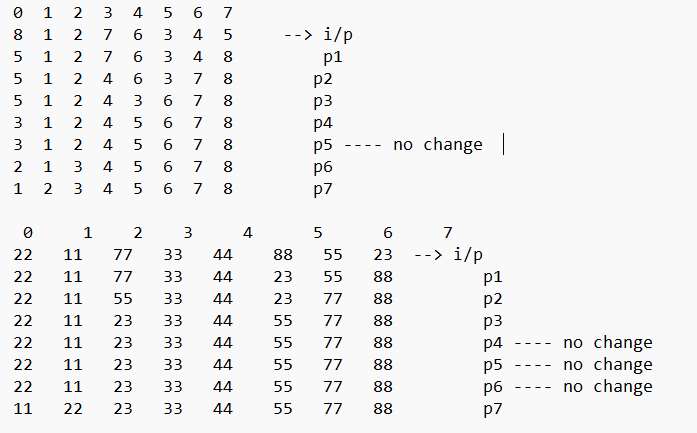 0 1 2 3 4 5 6 7
8 1 2 7 6 3 4 5 --> i/p
5 1 2 7 6 3 4 8 p1
5 1 2 4 6 3 7 8 p2
5 1 2 4 3 6 7 8 p3
3 1 2 4 5 6 7 8 p4
3 1 2 4 5 6 7 8 p5 ---- no change
2 1 3 4 5 6 7 8 p6
1 2 3 4 5 6 7 8 p7
0 1 2 3 4 5 6 7
22 11 77 33 44 88 55 23 --> i/p
22 11 77 33 44 23 55 88 p1
22 11 55 33 44 23 77 88 p2
22 11 23 33 44 55 77 88 p3
22 11 23 33 44 55 77 88 p4 ---- no change
22 11 23 33 44 55 77 88 p5 ---- no change
22 11 23 33 44 55 77 88 p6 ---- no change
11 22 23 33 44 55 77 88 p7